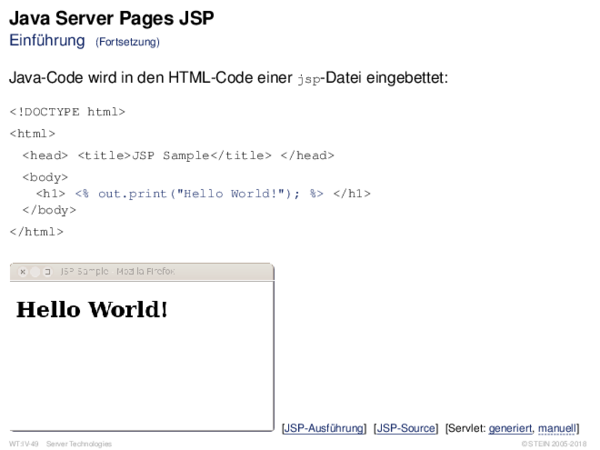 Java Server Pages JSP
Einführung (Fortsetzung)
Java-Code wird in den HTML-Code einer jsp-Datei eingebettet:
<!DOCTYPE html>
<html>
<head> <title>JSP Sample</title> </head>
<body>
<h1> <% out.print("Hello World!"); %> </h1>
</body>
</html>
JSP Sample - Mozilla Firefox
Hello World!
[JSP-Ausführung] [JSP-Source] [Servlet: generiert, manuell]
WT:IV-49 Server Technologies © STEIN 2005-2018